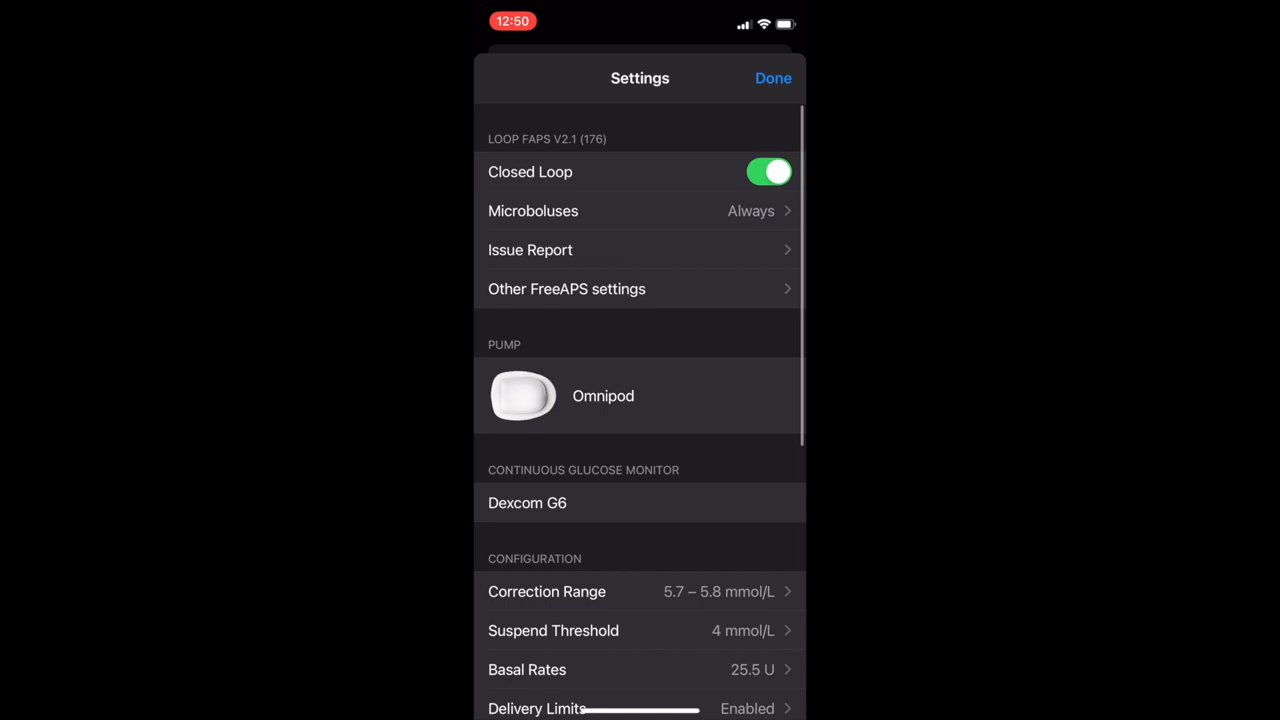 12:50
Settings
Done
LOOP FAPS V2.1 (176)
Closed Loop
Microboluses Always
Issue Report
Other FreeAPS settings
PUMP
Omnipod
CONTINUOUS GLUCOSE MONITOR
Dexcom G6
CONFIGURATION
Correction Range 5.7 – 5.8 mmol/L
Suspend Threshold 4 mmol/L
Basal Rates 25.5 U
Delivery Limits Enabled